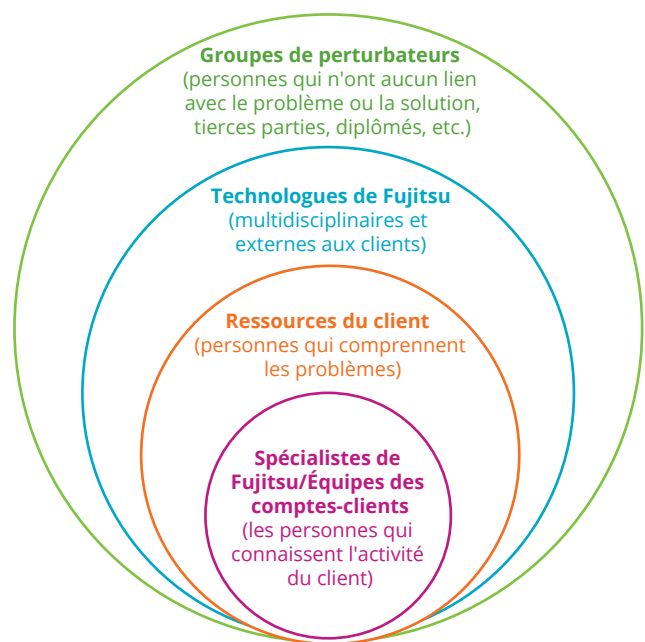 Groupes de perturbateurs
(personnes qui n'ont aucun lien
avec le problème ou la solution,
tierces parties, diplômés, etc.)
Technologues de Fujitsu
(multidisciplinaires et
externes aux clients)
Ressources du client
(personnes qui comprennent
les problèmes)
Spécialistes de
Fujitsu/Équipes des
comptes-clients
(les personnes qui
connaissent l'activité
du client)